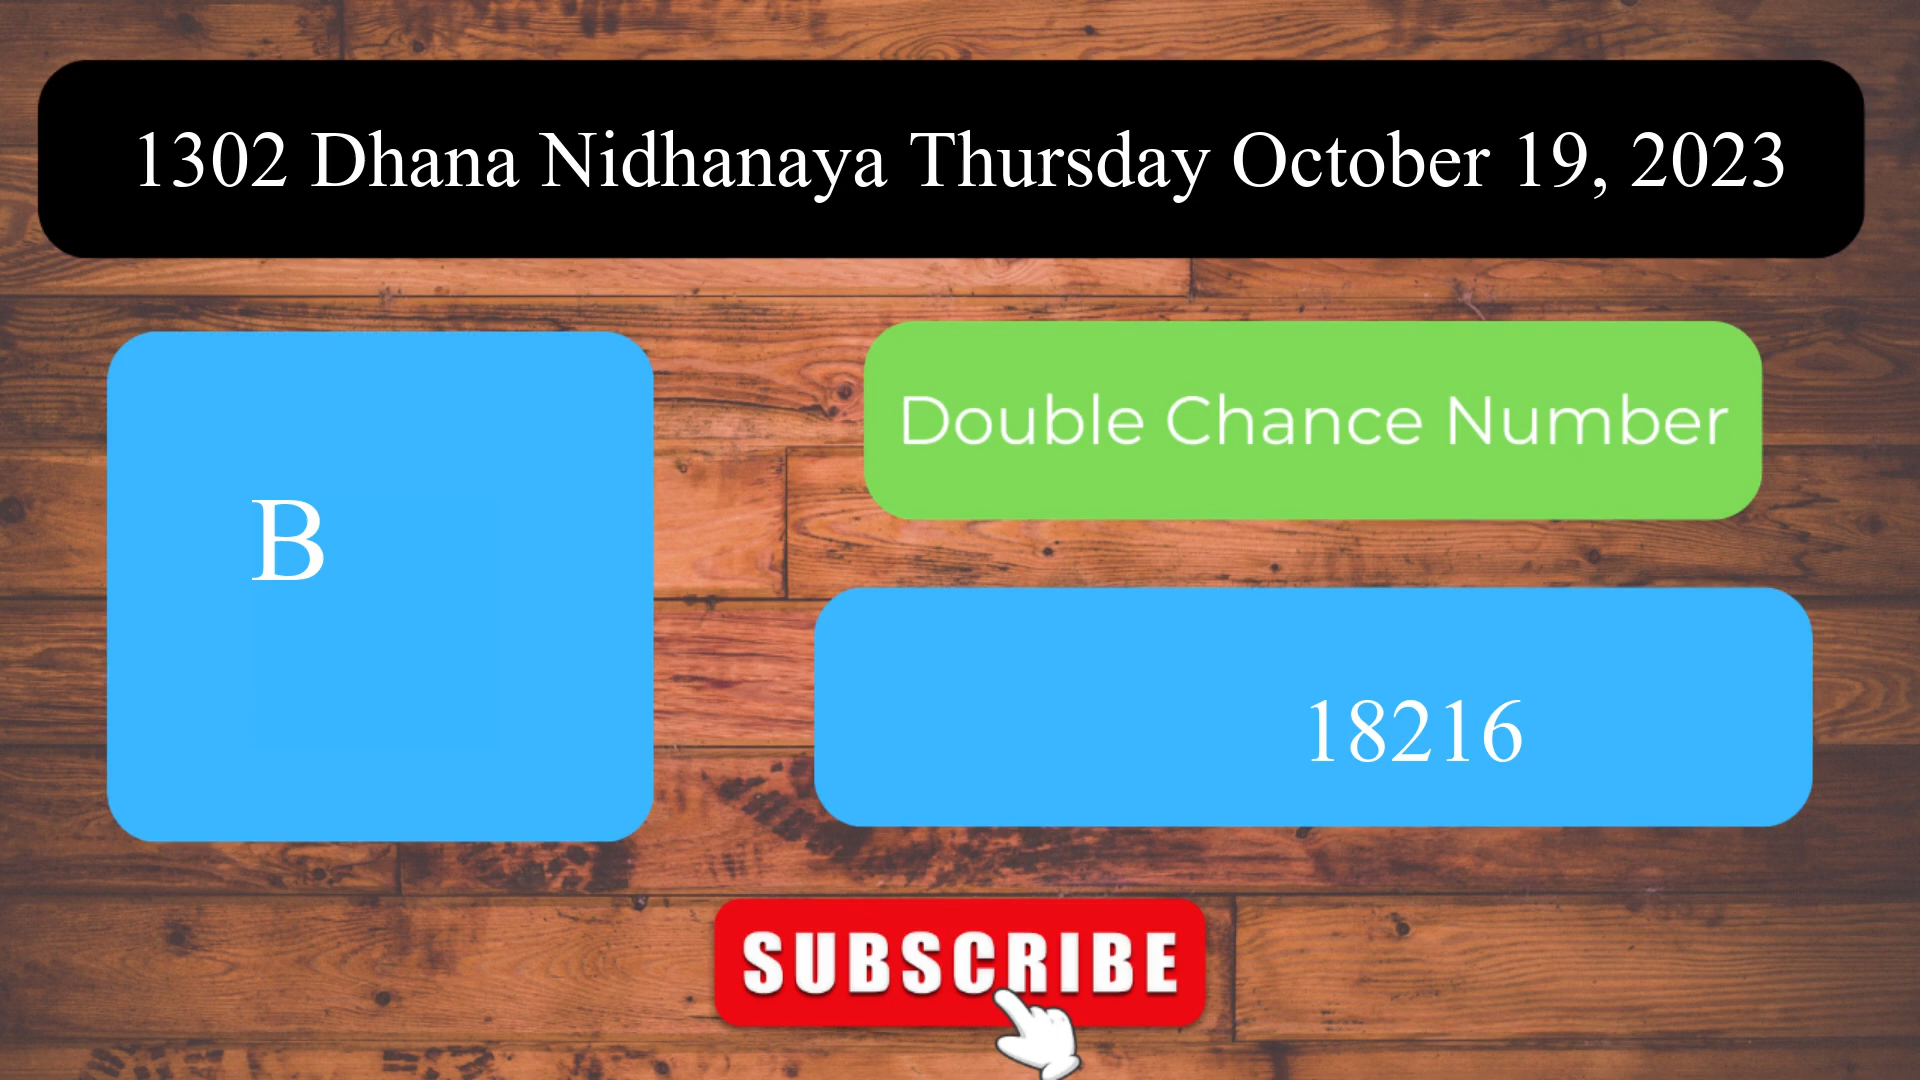 1302 Dhana Nidhanaya Thursday October 19, 2023
B
Double Chance Number
18216
SUBSCRIBE